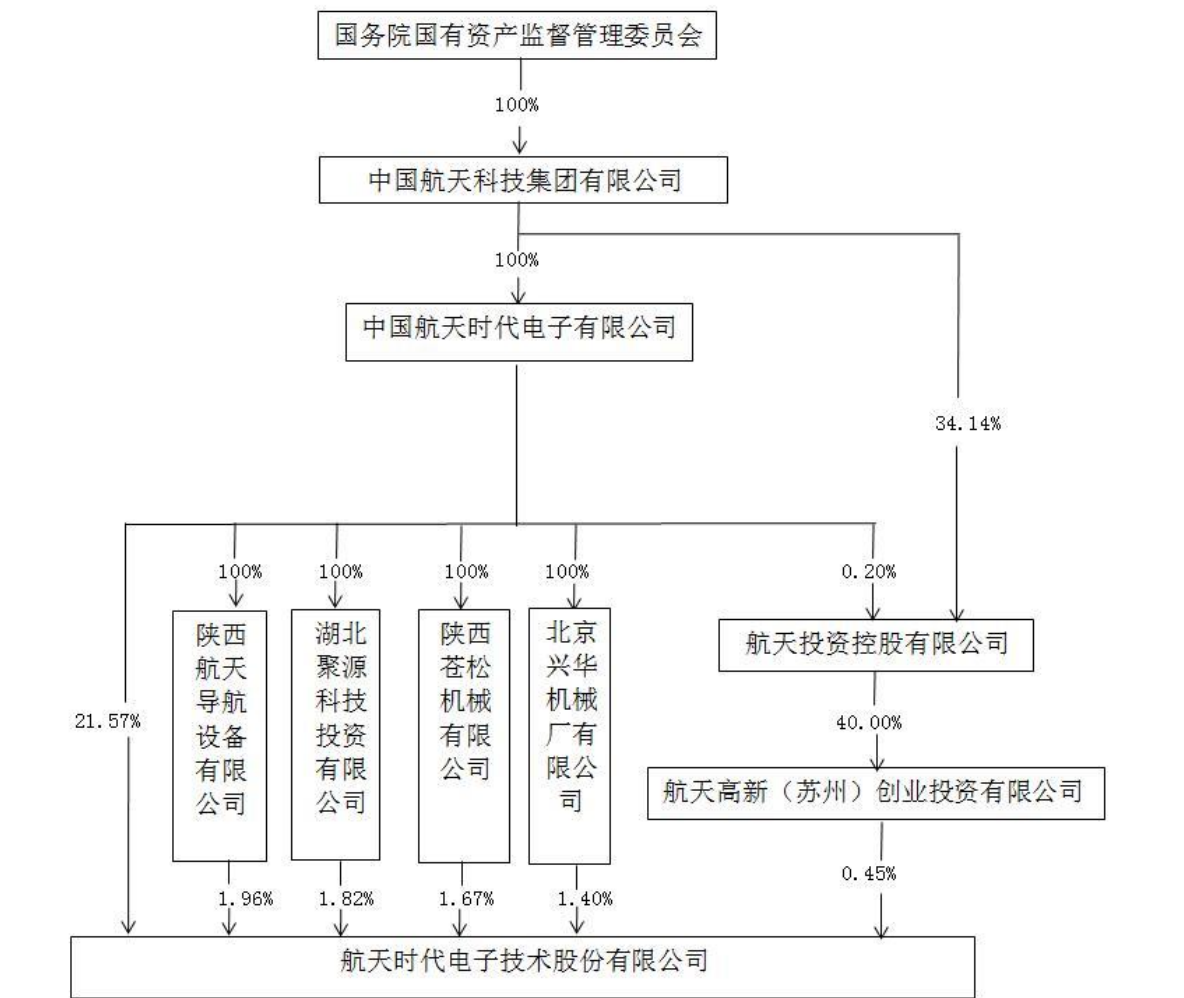 国务院国有资产监督管理委员会
100%
中国航天科技集团有限公司
100%
中国航天时代电子有限公司
34.14%
100%
100%
100%
100%
0.20%
陕西
航天
导航
设备
有限
公司
湖北
聚源
科技
投资
有限
公司
陕西
苍松
机械
有限
公司
北京
兴华
机械
厂有
限公
司
航天投资控股有限公司
21.57%
40.00%
航天高新（苏州）创业投资有限公司
0.45%
1.96%
1.82%
1.67%
1.40%
航天时代电子技术股份有限公司